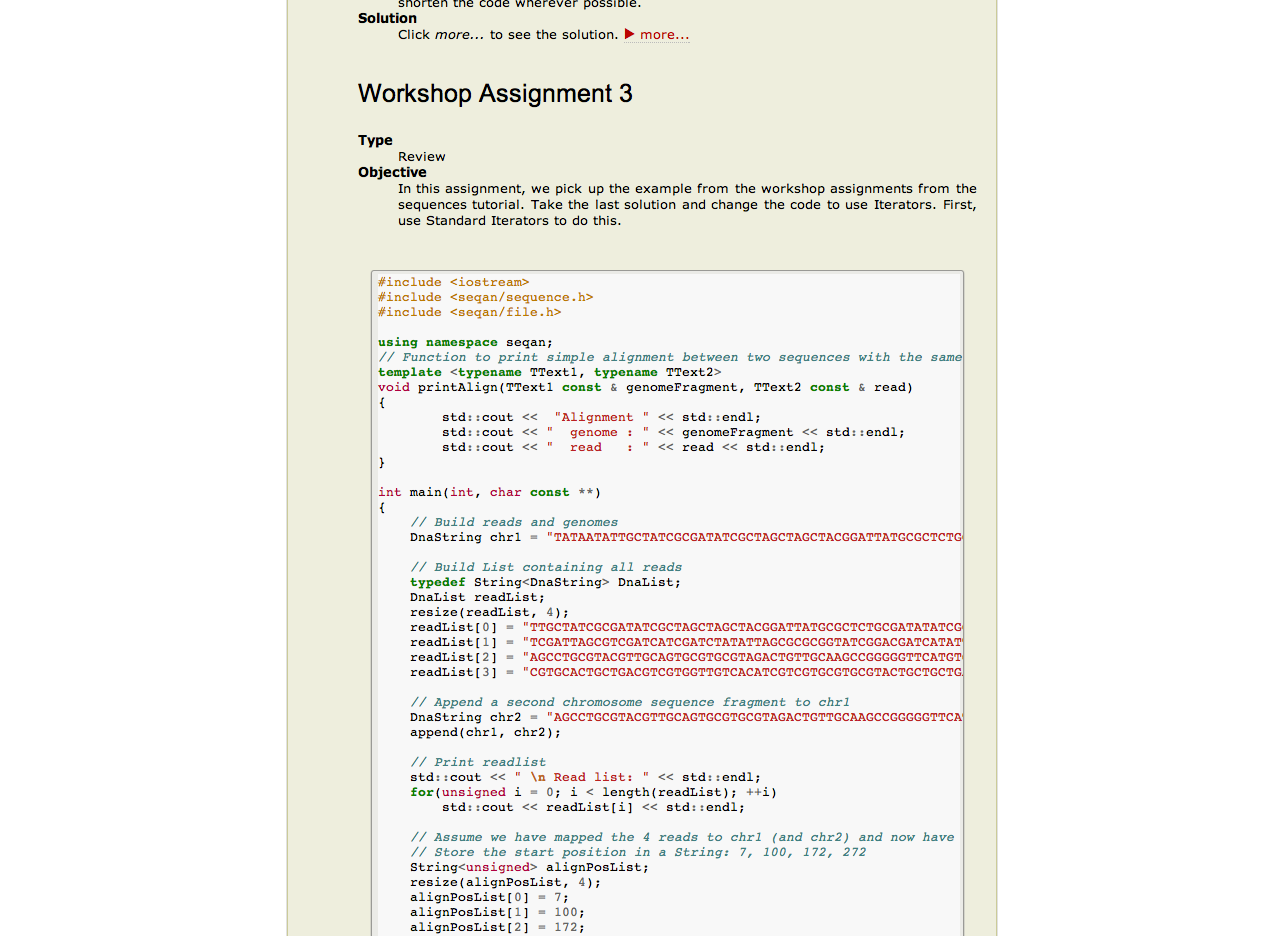 shorten the code wherever possible.
Solution
Click more... to see the solution. ▶ more...
Workshop Assignment 3
Type
Review
Objective
In this assignment, we pick up the example from the workshop assignments from the
sequences tutorial. Take the last solution and change the code to use Iterators. First,
use Standard Iterators to do this.
#include <iostream>
#include <seqan/sequence.h>
#include <seqan/file.h>
using namespace seqan;
// Function to print simple alignment between two sequences with the same
template <typename TText1, typename TText2>
void printAlign(TText1 const & genomeFragment, TText2 const & read)
{
std::cout <<  "Alignment " << std::endl;
std::cout << "  genome : " << genomeFragment << std::endl;
std::cout << "  read   : " << read << std::endl;
}
int main(int, char const **)
{
// Build reads and genomes
DnaString chr1 = "TATAATATTGCTATCGCGATATCGCTAGCTAGCTACGGATTATGCGCTCTG
// Build List containing all reads
typedef String<DnaString> DnaList;
DnaList readList;
resize(readList, 4);
readList[0] = "TTGCTATCGCGATATCGCTAGCTAGCTACGGATTATGCGCTCTGCGATATATCG
readList[1] = "TCGATTAGCGTCGATCATCGATCTATATTAGCGCGCGGTATCGGACGATCATAT
readList[2] = "AGCCTGCGTACGTTGCAGTGCGTGCGTAGACTGTTGCAAGCCGGGGGTTCATGT
readList[3] = "CGTGCACTGCTGACGTCGTGGTTGTCACATCGTCGTGCGTGCGTACTGCTGCTG
// Append a second chromosome sequence fragment to chr1
DnaString chr2 = "AGCCTGCGTACGTTGCAGTGCGTGCGTAGACTGTTGCAAGCCGGGGGTTCA
append(chr1, chr2);
// Print readlist
std::cout << " \n Read list: " << std::endl;
for(unsigned i = 0; i < length(readList); ++i)
std::cout << readList[i] << std::endl;
// Assume we have mapped the 4 reads to chr1 (and chr2) and now have
// Store the start position in a String: 7, 100, 172, 272
String<unsigned> alignPosList;
resize(alignPosList, 4);
alignPosList[0] = 7;
alignPosList[1] = 100;
alignPosList[2] = 172;